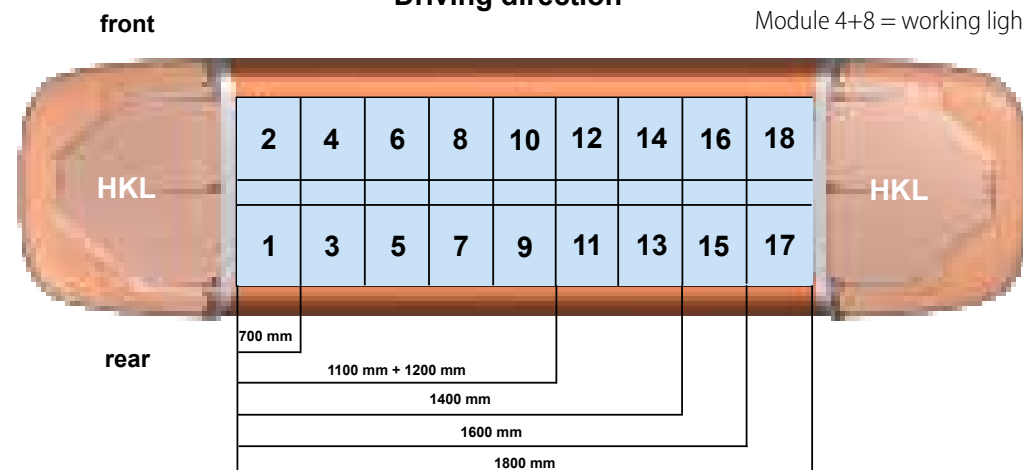 Driving direction
front
Module 4+8 = working ligh
2 4 6 8 10 12 14 16 18
HKL HKL
1 3 5 7 9 11 13 15 17
700 mm
rear
1100 mm + 1200 mm
1400 mm
1600 mm
1800 mm